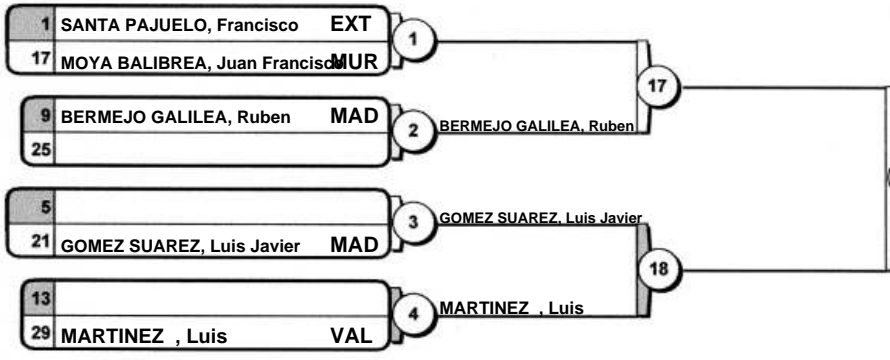 1 SANTA PAJUELO, Francisco EXT
1
17 MOYA BALIBREA, Juan Francisco MUR
17
9 BERMEJO GALILEA, Ruben MAD
2 BERMEJO GALILEA, Ruben
25
5
3 GOMEZ SUAREZ, Luis Javier
21 GOMEZ SUAREZ, Luis Javier MAD
18
13
4 MARTINEZ , Luis
29 MARTINEZ , Luis VAL